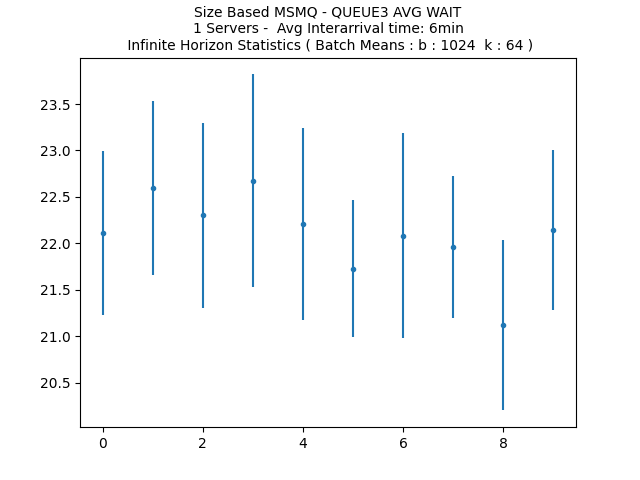 Size Based MSMQ - QUEUE3 AVG WAIT
1 Servers -  Avg Interarrival time: 6min
Infinite Horizon Statistics ( Batch Means : b : 1024  k : 64 )
23.5
23.0
22.5
22.0
21.5
21.0
20.5
0 2 4 6 8